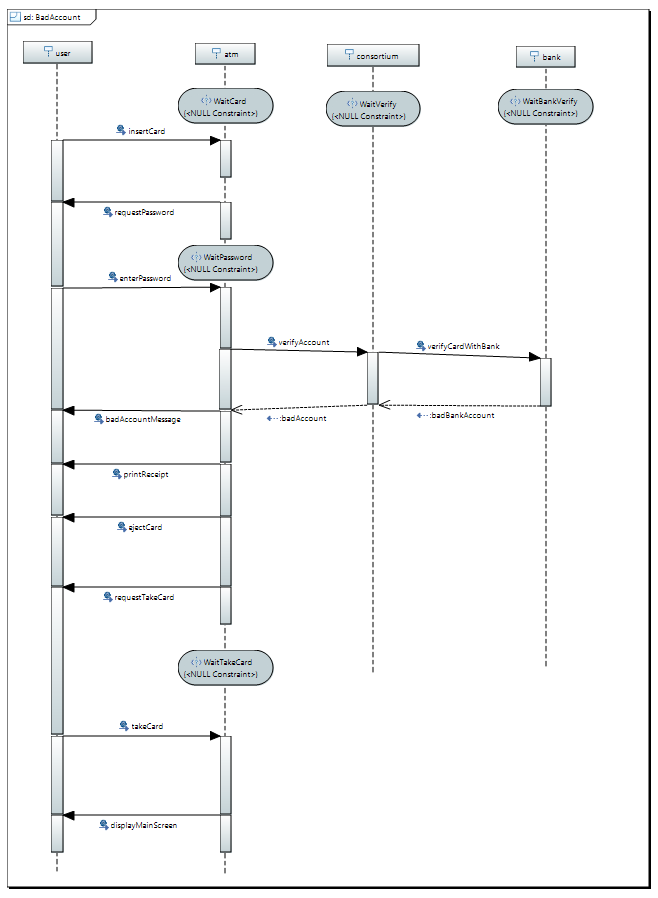 sd: BadAccount
user
atm
consortium
bank
WaitCard
{<NULL Constraint>}
WaitVerify
{<NULL Constraint>}
WaitBankVerify
{<NULL Constraint>}
insertCard
requestPassword
WaitPassword
{<NULL Constraint>}
enterPassword
verifyAccount
verifyCardWithBank
badAccountMessage
:badAccount
:badBankAccount
printReceipt
ejectCard
requestTakeCard
WaitTakeCard
{<NULL Constraint>}
takeCard
displayMainScreen